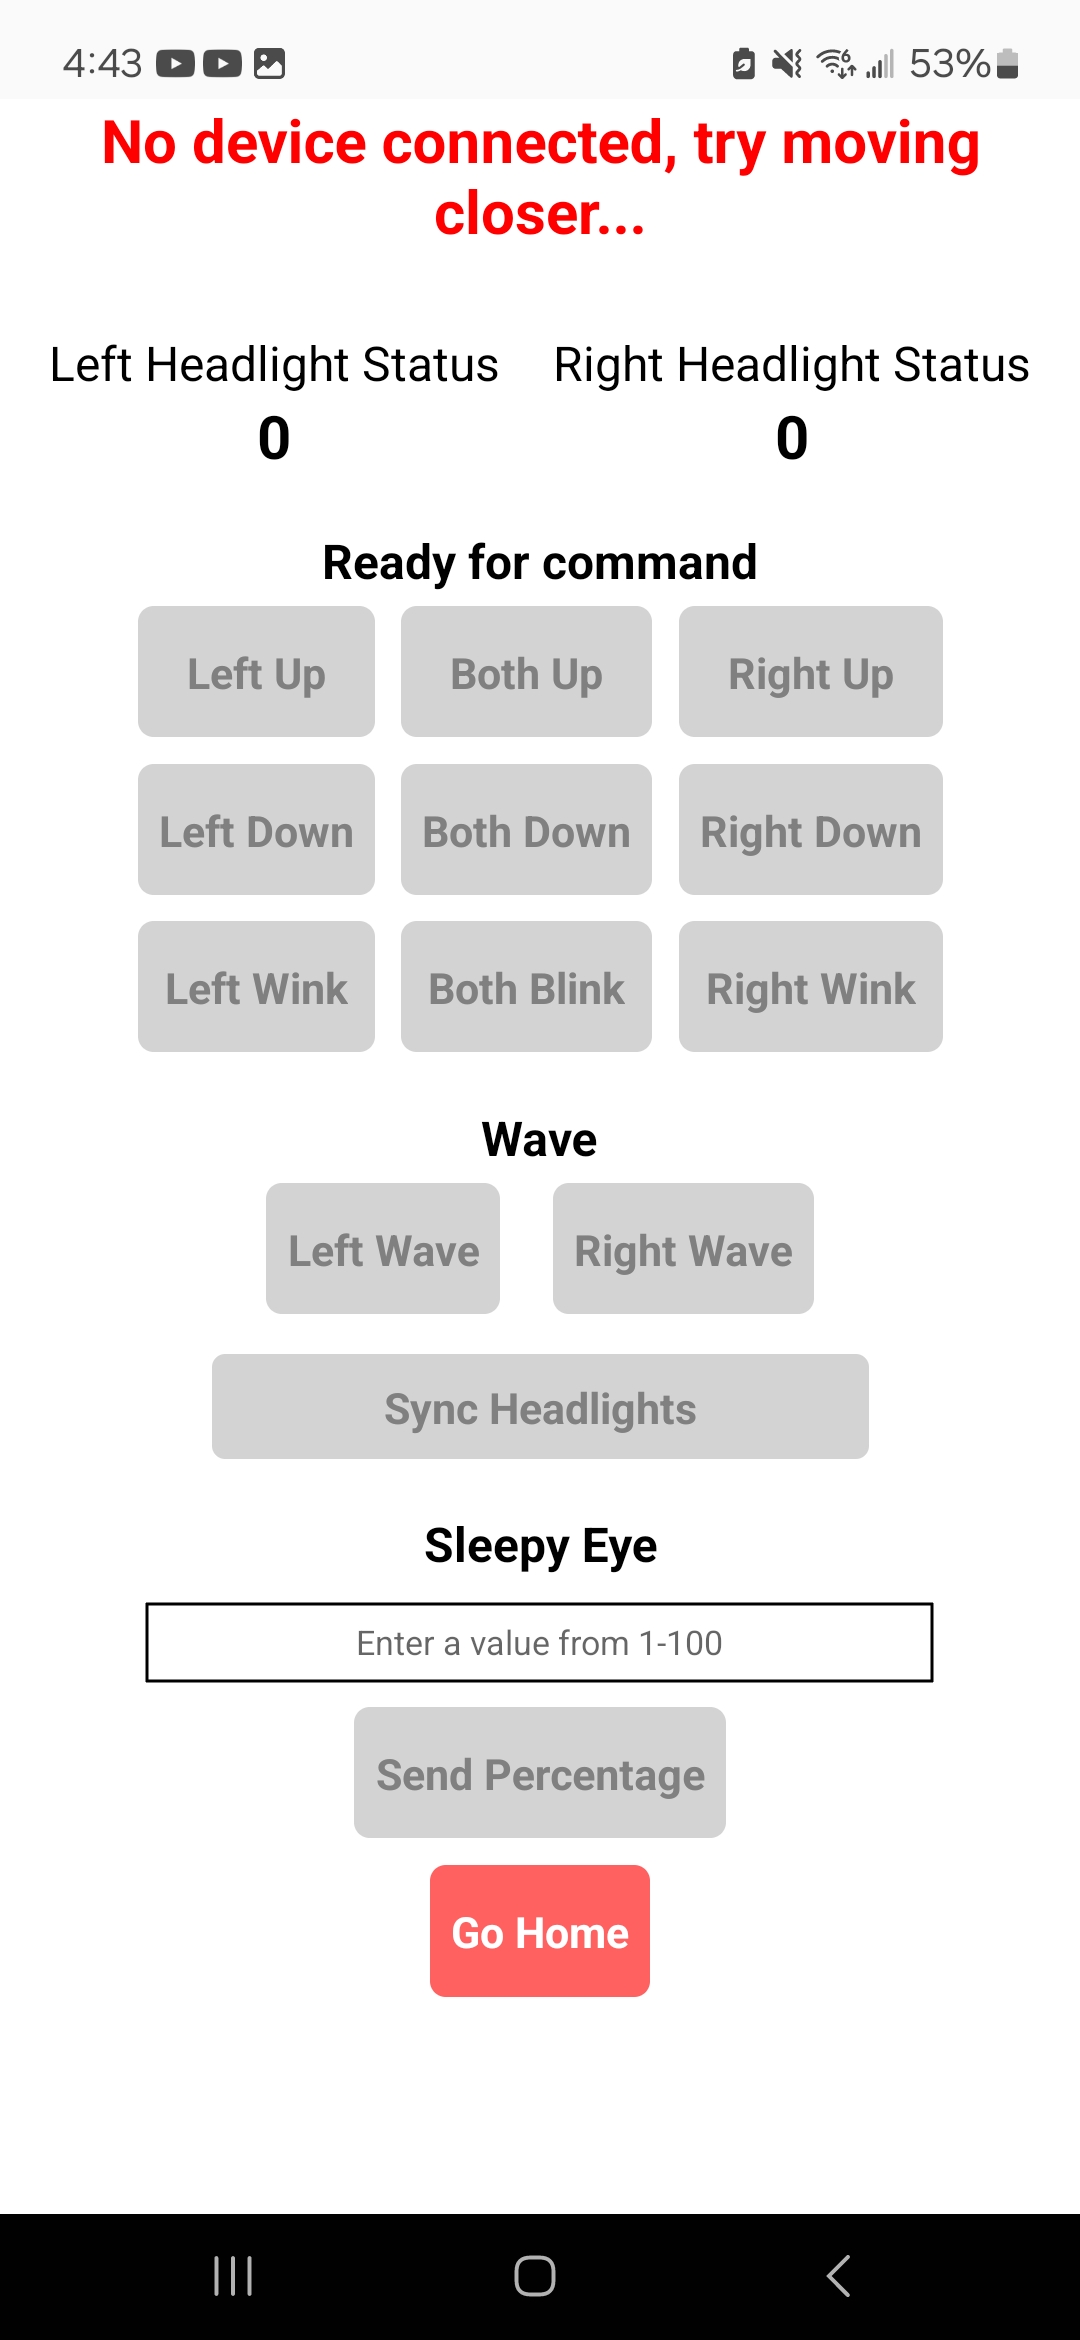 4:43 53%
No device connected, try moving
closer...
Left Headlight Status Right Headlight Status
0 0
Ready for command
Left Up Both Up Right Up
Left Down Both Down Right Down
Left Wink Both Blink Right Wink
Wave
Left Wave Right Wave
Sync Headlights
Sleepy Eye
Enter a value from 1-100
Send Percentage
Go Home